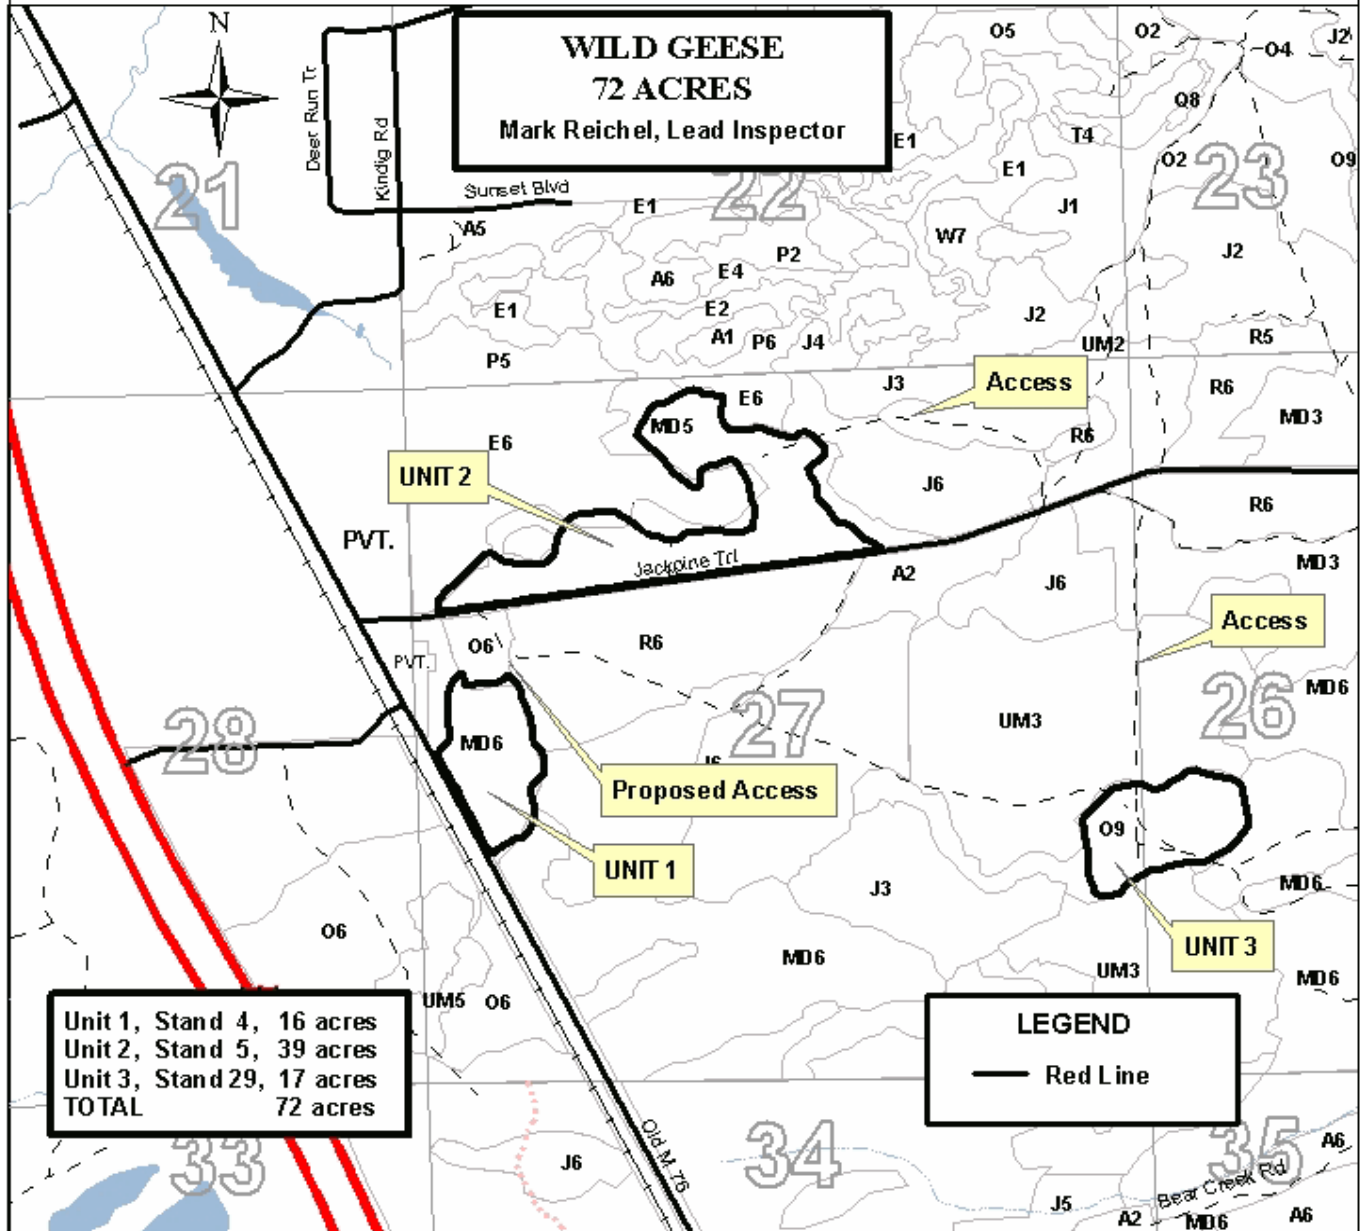 N
WILD GEESE
72 ACRES
Mark Reichel, Lead Inspector
O5
O2
O4
J2
O8
Deer Run Tr
Kindig Rd
E1
T4
O2
O9
21
Sunset Blvd
E1
22
E1
J1
23
A5
W7
J2
P2
A6
E4
E1
E2
J2
A1
P6
J4
UM2
R5
P5
J3
Access
E6
R6
MD3
MD5
E6
R6
UNIT 2
J6
R6
PVT.
Jackpine Trl
A2
J6
MD3
Access
O6
R6
PVT.
MD6
28
MD6
27
UM3
26
J6
Proposed Access
O9
UNIT 1
J3
MD6
O6
UNIT 3
MD6
UM3
MD6
UM5
O6
Unit 1, Stand 4, 16 acres
Unit 2, Stand 5, 39 acres
Unit 3, Stand 29, 17 acres
TOTAL 72 acres
LEGEND
Red Line
Old M 76
33
34
35
A6
J6
Bear Creek Rd
J5
A2
MD6
A6